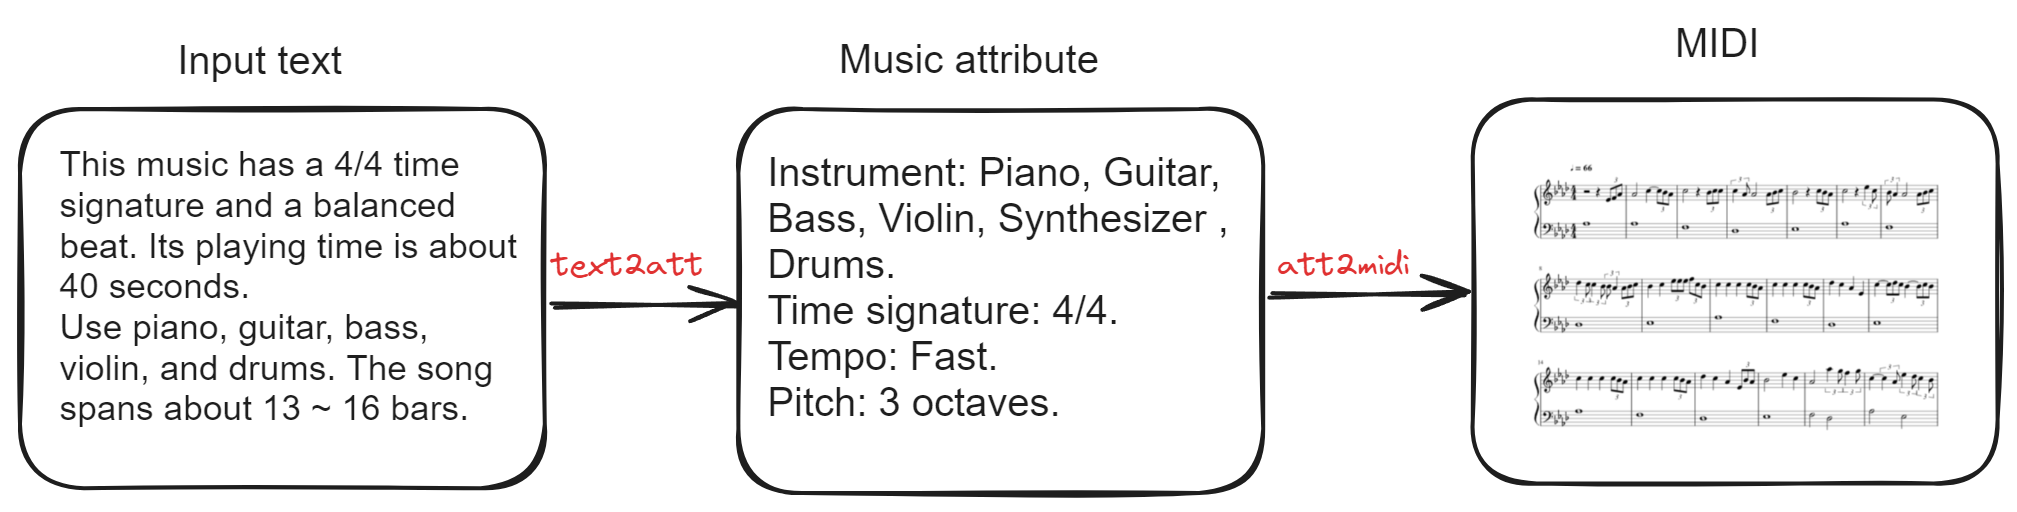 Input text
This music has a 4/4 time
signature and a balanced
beat. Its playing time is about
40 seconds.
Use piano, guitar, bass,
violin, and drums. The song
spans about 13 ~ 16 bars.
text2att
Music attribute
Instrument: Piano, Guitar,
Bass, Violin, Synthesizer ,
Drums.
Time signature: 4/4.
Tempo: Fast.
Pitch: 3 octaves.
att2midi
MIDI
♩ = 66